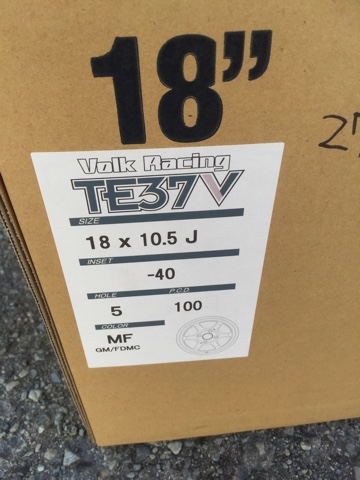 18”
Volk Racing
TE37V
SIZE
18 x 10.5 J
INSET
-40
HOLE P.C.D.
5 100
COLOR
MF
GM/FDMC